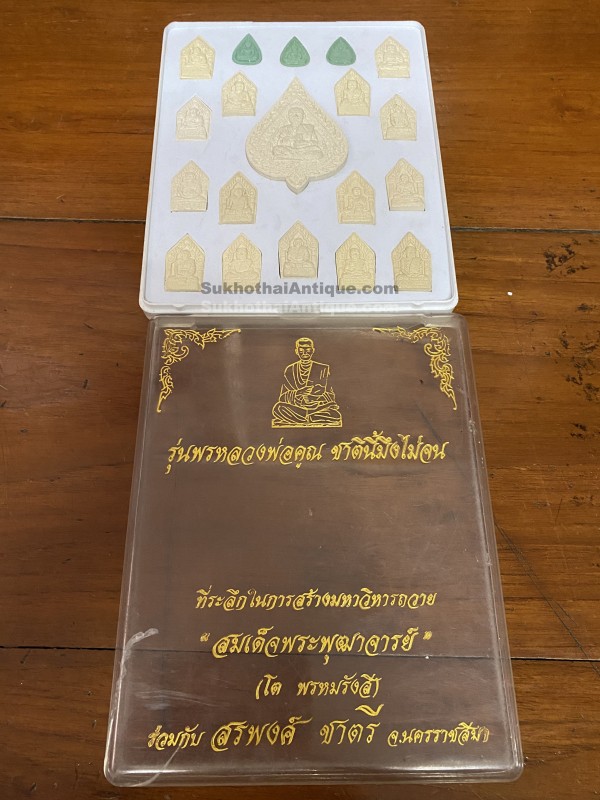 SukhothaiAntique.com
SukhothaiAntique.com
รุ่นพรหลวงพ่อคูณ ชาตินี้มึงไม่จน
ที่ระลึกในการสร้างมหาวิหารถวาย
“ สมเด็จพระพุฒาจารย์ ”
(โต พรหมรังสี)
ร่วมกับ สรพงศ์ ชาตรี จ.นครราชสีมา